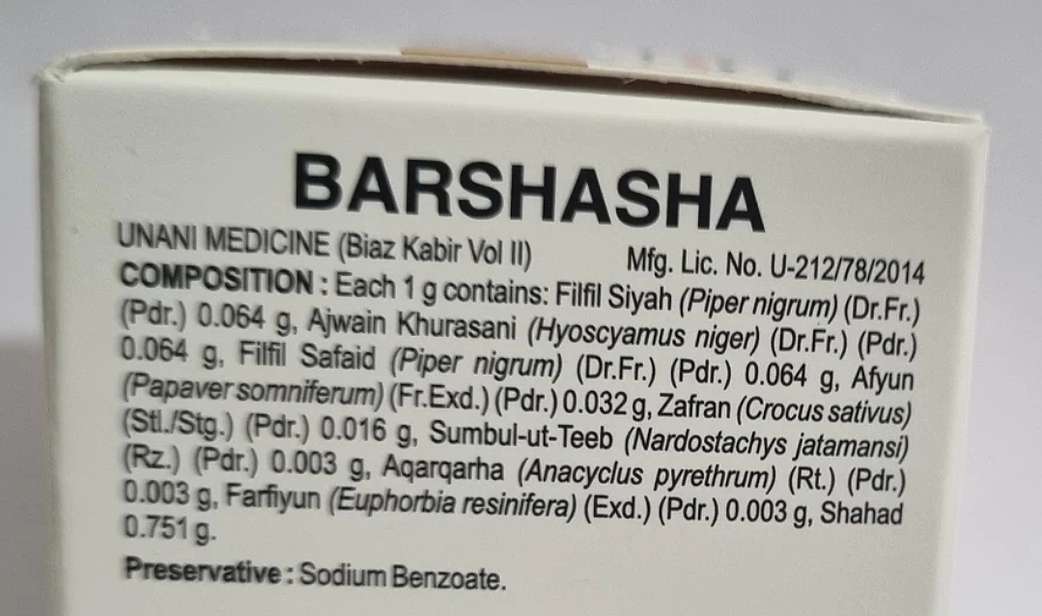 BARSHASHA
UNANI MEDICINE (Biaz Kabir Vol II) Mfg. Lic. No. U-212/78/2014
COMPOSITION : Each 1 g contains: Filfil Siyah (Piper nigrum) (Dr.Fr.)
(Pdr.) 0.064 g, Ajwain Khurasani (Hyoscyamus niger) (Dr.Fr.) (Pdr.)
0.064 g, Filfil Safaid (Piper nigrum) (Dr.Fr.) (Pdr.) 0.064 g, Afyun
(Papaver somniferum) (Fr.Exd.) (Pdr.) 0.032 g, Zafran (Crocus sativus)
(Stl./Stg.) (Pdr.) 0.016 g, Sumbul-ut-Teeb (Nardostachys jatamansi)
(Rz.) (Pdr.) 0.003 g, Aqarqarha (Anacyclus pyrethrum) (Rt.) (Pdr.)
0.003 g, Farfiyun (Euphorbia resinifera) (Exd.) (Pdr.) 0.003 g, Shahad
0.751 g.
Preservative : Sodium Benzoate.